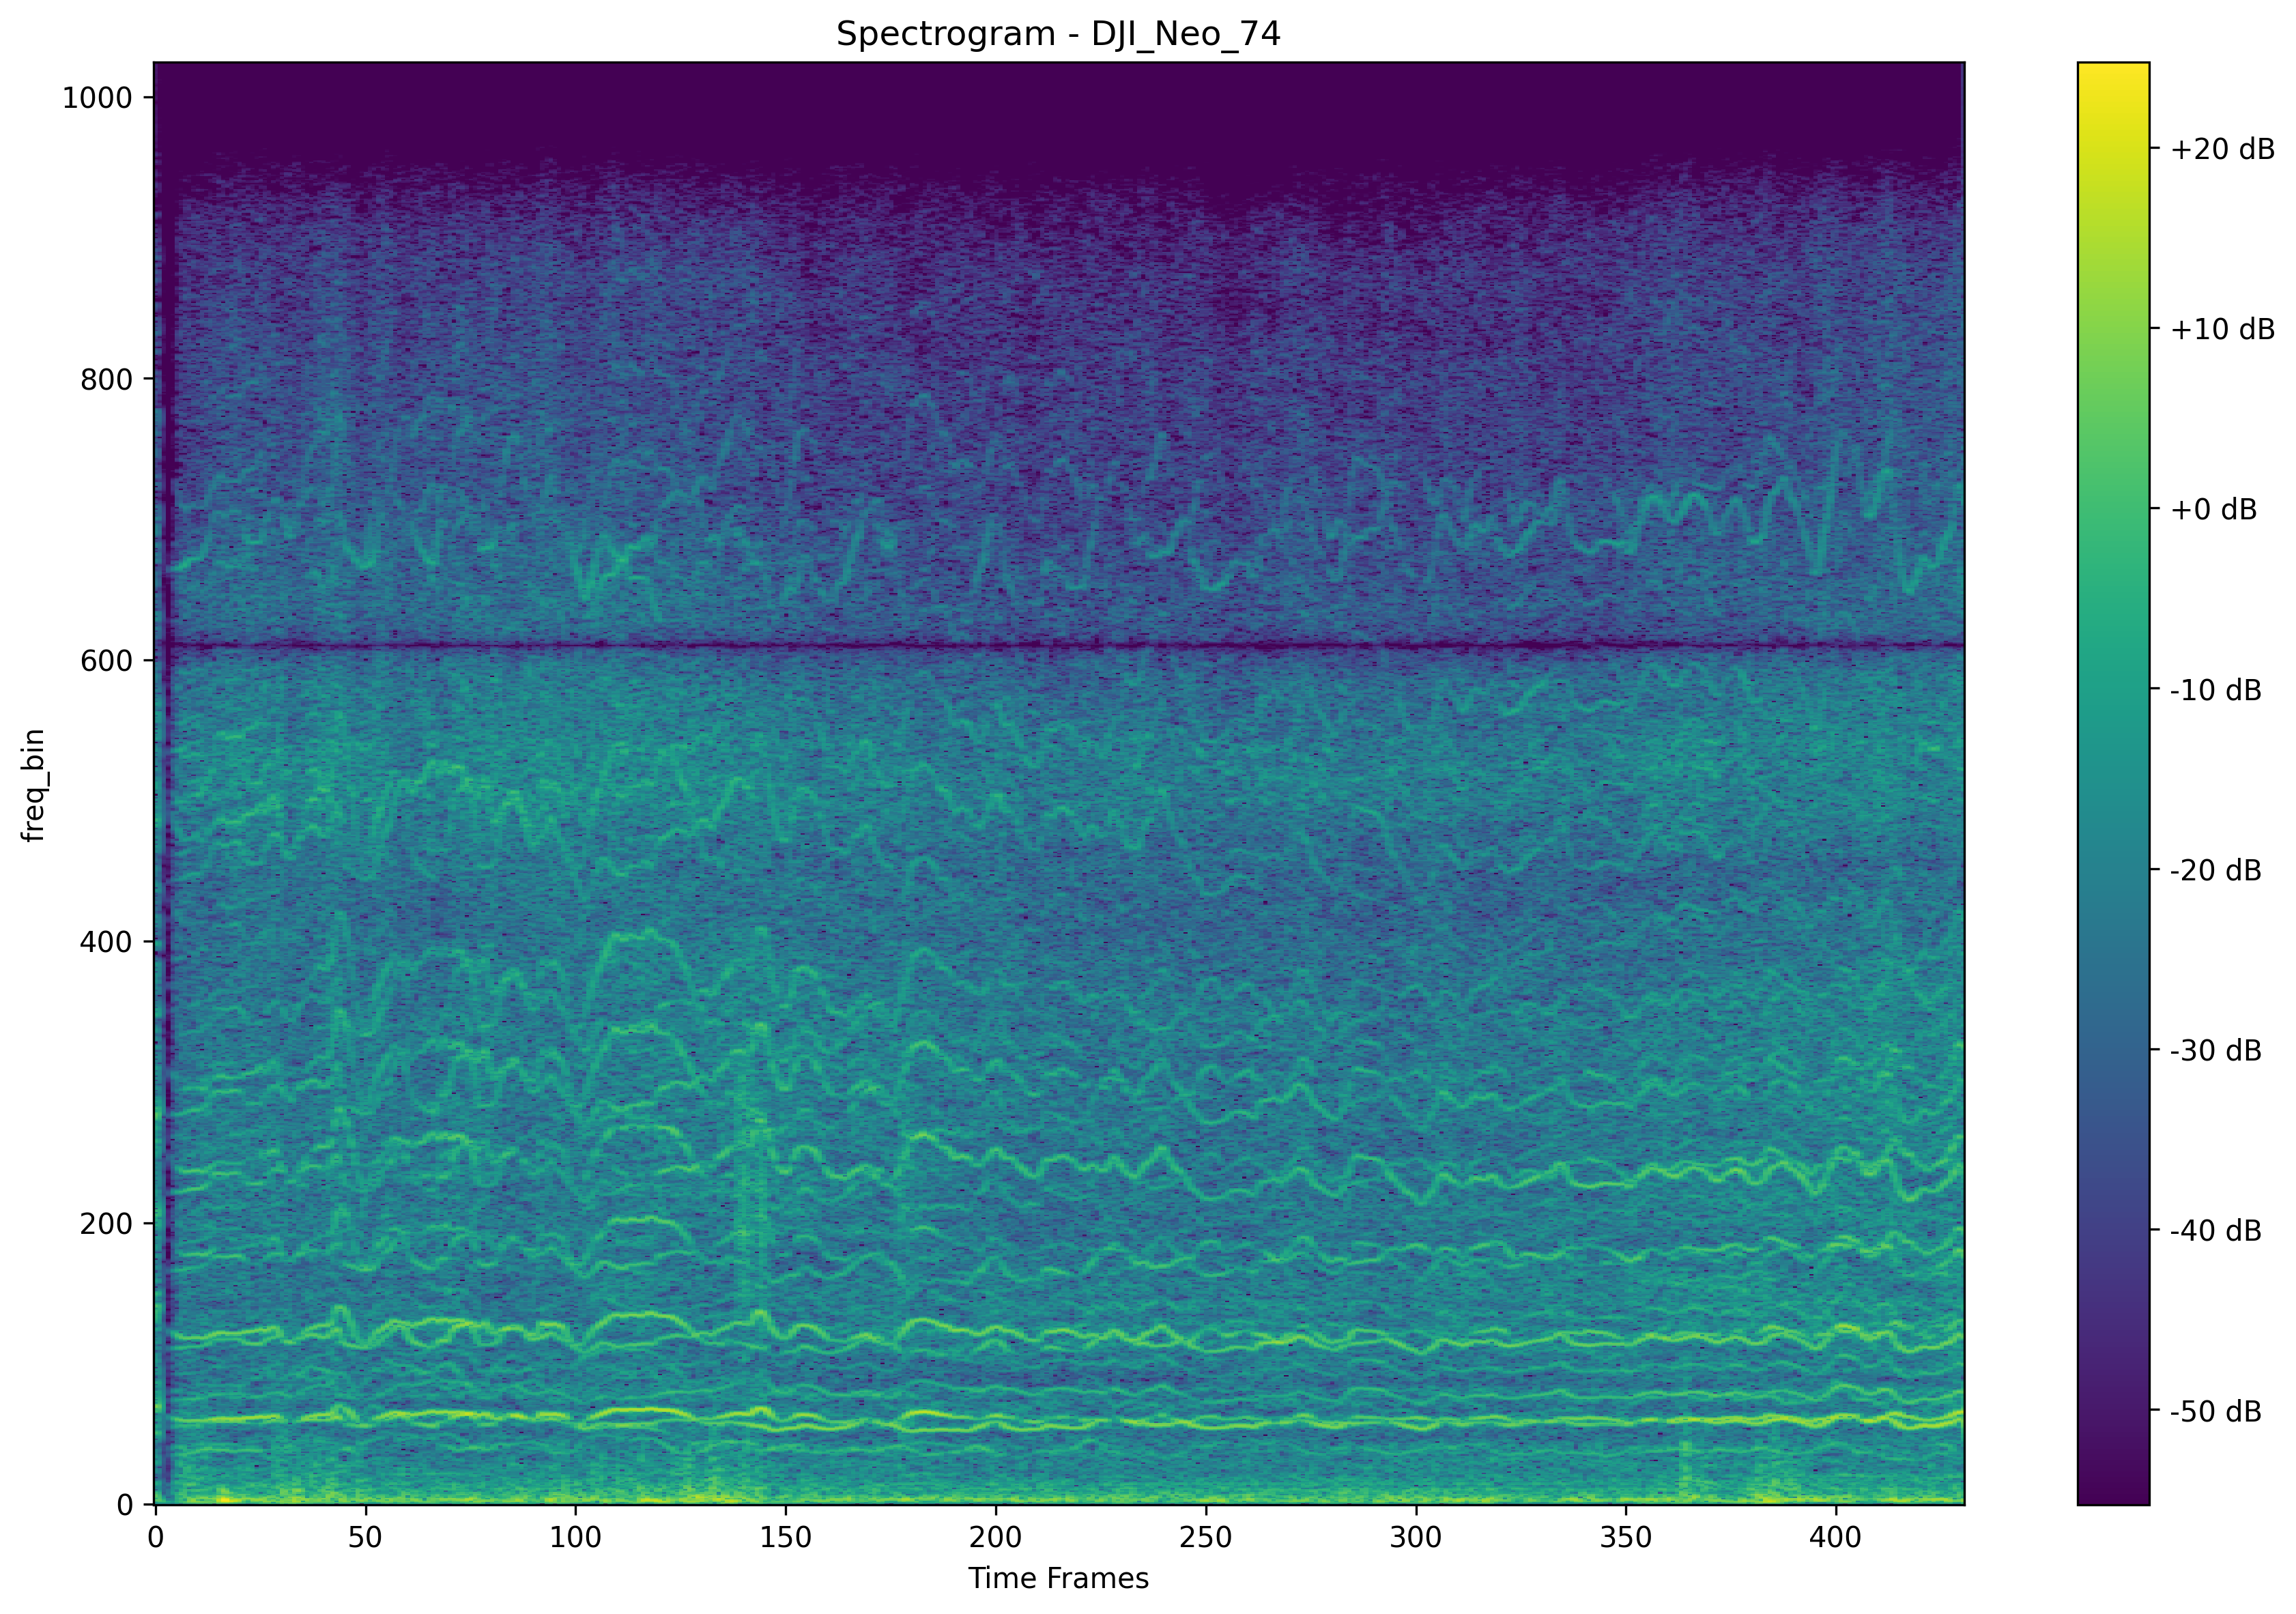 Spectrogram - DJI_Neo_74
1000
800
600
400
200
0
freq_bin
0 50 100 150 200 250 300 350 400
Time Frames
+20 dB
+10 dB
+0 dB
-10 dB
-20 dB
-30 dB
-40 dB
-50 dB